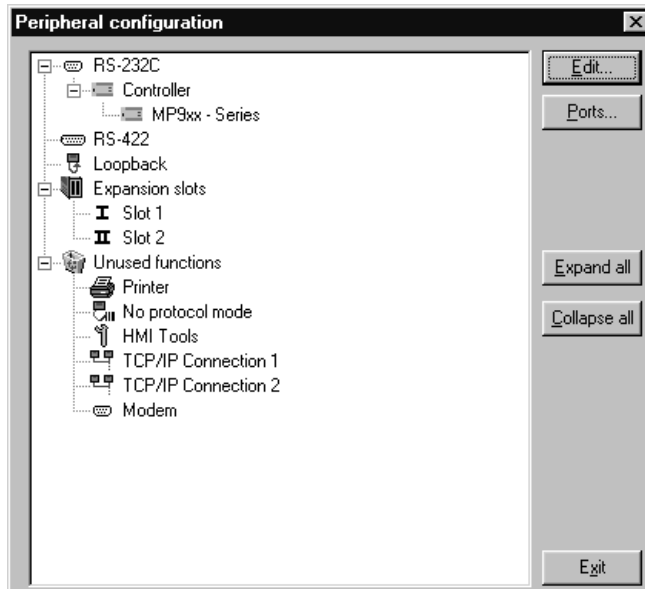 Peripheral configuration
RS-232C
Controller
MP9xx - Series
RS-422
Loopback
Expansion slots
Slot 1
Slot 2
Unused functions
Printer
No protocol mode
HMI Tools
TCP/IP Connection 1
TCP/IP Connection 2
Modem
Edit...
Ports...
Expand all
Collapse all
Exit